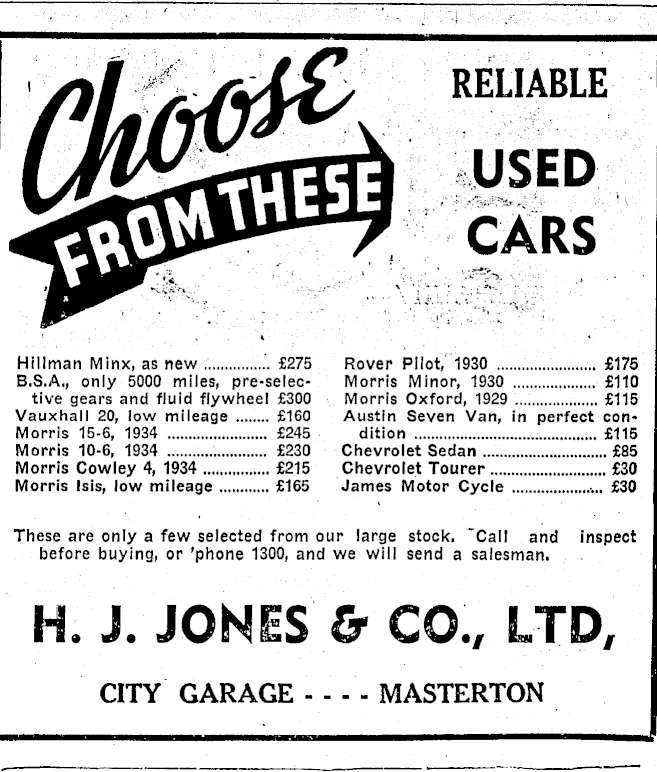 Choose
FROM THESE
RELIABLE
USED
CARS
Hillman Minx, as new ................ £275
B.S.A., only 5000 miles, pre-selec-
tive gears and fluid flywheel £300
Vauxhall 20, low mileage ........ £160
Morris 15-6, 1934 ........................ £245
Morris 10-6, 1934 ........................ £230
Morris Cowley 4, 1934 ................ £215
Morris Isis, low mileage ............ £165
Rover Pilot, 1930 ........................ £175
Morris Minor, 1930 .................... £110
Morris Oxford, 1929 .................... £115
Austin Seven Van, in perfect con-
dition ............................................ £115
Chevrolet Sedan .............................. £85
Chevrolet Tourer ............................ £30
James Motor Cycle ...................... £30
These are only a few selected from our large stock. Call and inspect
before buying, or 'phone 1300, and we will send a salesman.
H. J. JONES & CO., LTD,
CITY GARAGE - - - - MASTERTON